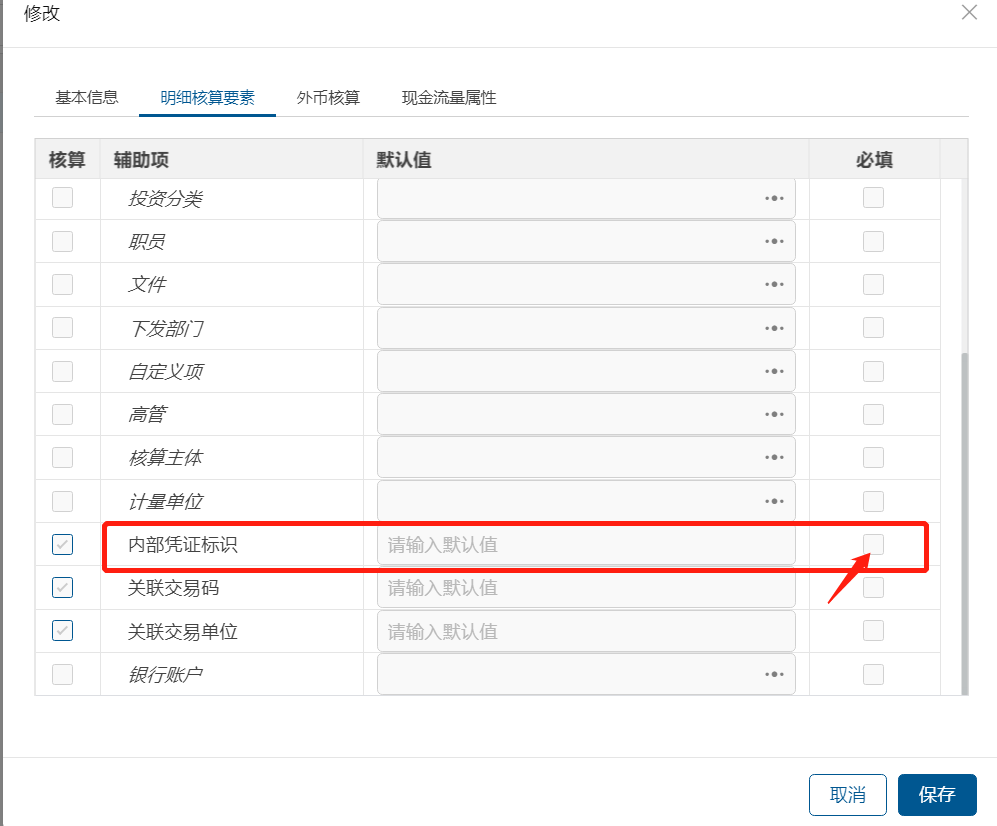 修改
基本信息 明细核算要素 外币核算 现金流量属性
核算 辅助项 默认值 必填
投资分类
职员
文件
下发部门
自定义项
高管
核算主体
计量单位
内部凭证标识 请输入默认值
关联交易码 请输入默认值
关联交易单位 请输入默认值
银行账户
取消 保存